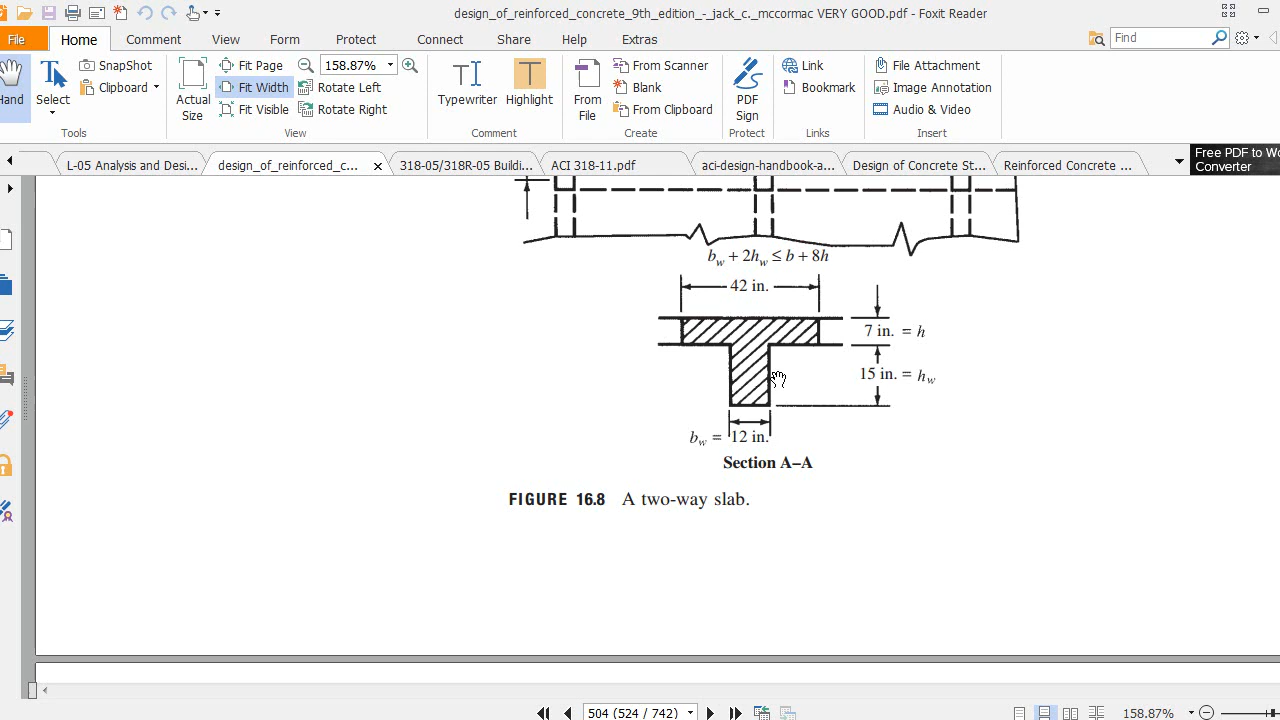 design_of_reinforced_concrete_9th_edition_-_jack_c._mccormac VERY GOOD.pdf - Foxit Reader
File Home Comment View Form Protect Connect Share Help Extras Find
Hand
Select
SnapShot
Clipboard
Tools
Actual Size
Fit Page
Fit Width
Fit Visible
158.87%
Rotate Left
Rotate Right
View
Typewriter
Highlight
Comment
From File
From Scanner
Blank
From Clipboard
Create
PDF Sign
Protect
Link
Bookmark
Links
File Attachment
Image Annotation
Audio & Video
Insert
L-05 Analysis and Desi... design_of_reinforced_c... 318-05/318R-05 Buildi... ACI 318-11.pdf aci-design-handbook-a... Design of Concrete St... Reinforced Concrete ...
Free PDF to Wo
Converter
b_w + 2h_w ≤ b + 8h
42 in.
7 in. = h
15 in. = h_w
b_w = 12 in.
Section A–A
FIGURE 16.8 A two-way slab.
504 (524 / 742) 158.87%